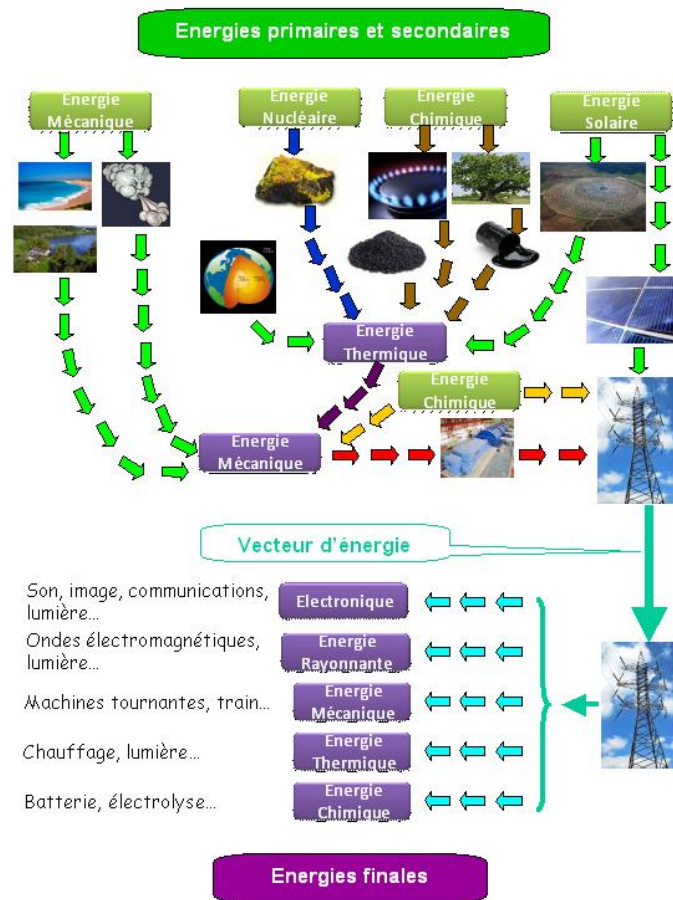 Energies primaires et secondaires
Energie
Mécanique
Energie
Nucléaire
Energie
Chimique
Energie
Solaire
Energie
Thermique
Energie
Chimique
Energie
Mécanique
Vecteur d'énergie
Son, image, communications,
lumière...
Electronique
Ondes électromagnétiques,
lumière...
Energie
Rayonnante
Machines tournantes, train...
Energie
Mécanique
Chauffage, lumière...
Energie
Thermique
Batterie, électrolyse...
Energie
Chimique
Energies finales